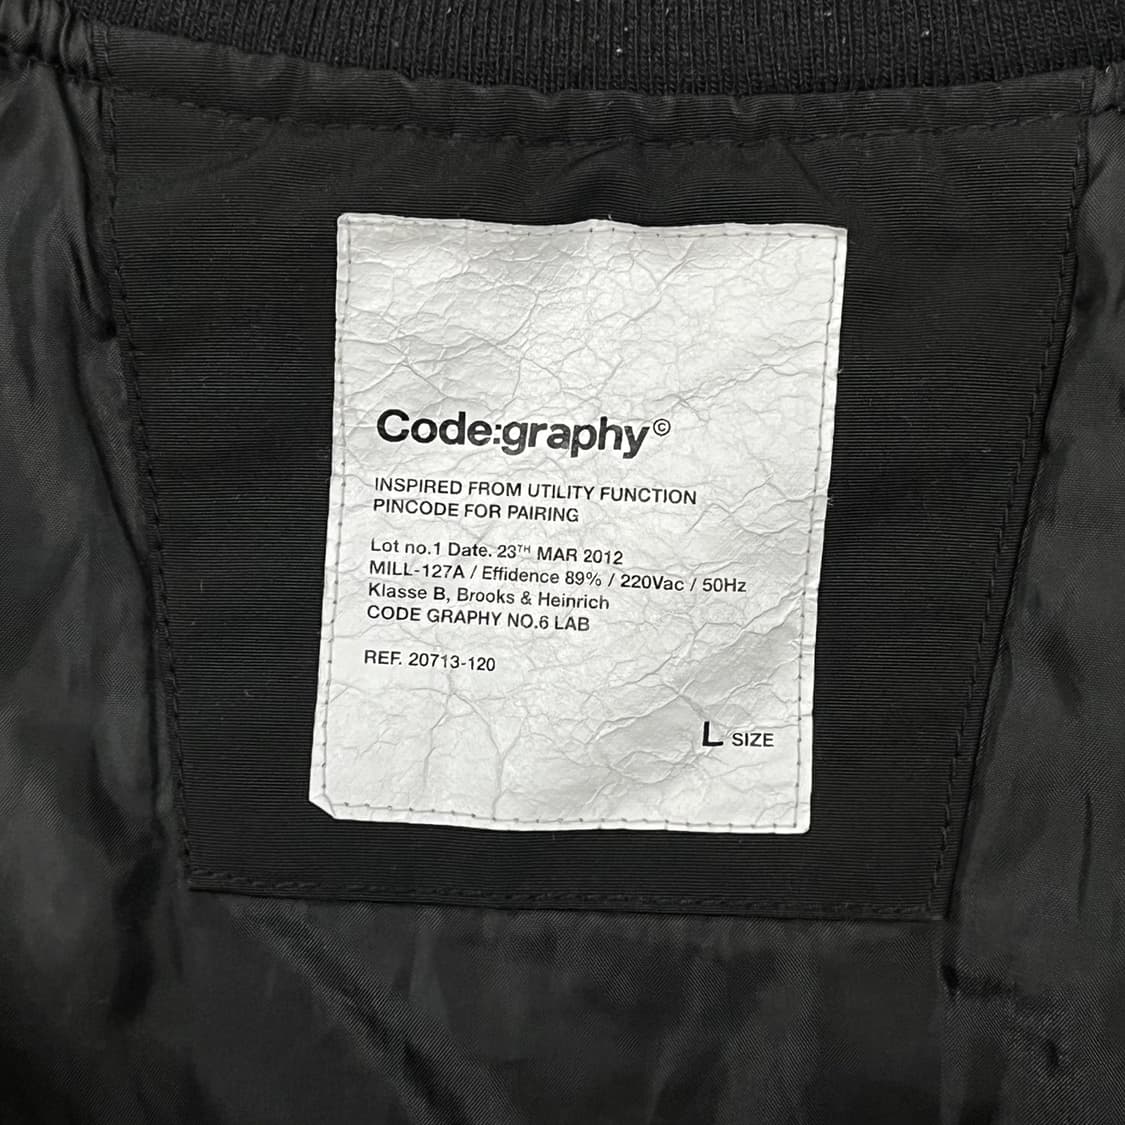 Code:graphy©
INSPIRED FROM UTILITY FUNCTION
PINCODE FOR PAIRING
Lot no.1 Date. 23TH MAR 2012
MILL-127A / Effidence 89% / 220Vac / 50Hz
Klasse B, Brooks & Heinrich
CODE GRAPHY NO.6 LAB
REF. 20713-120
L SIZE